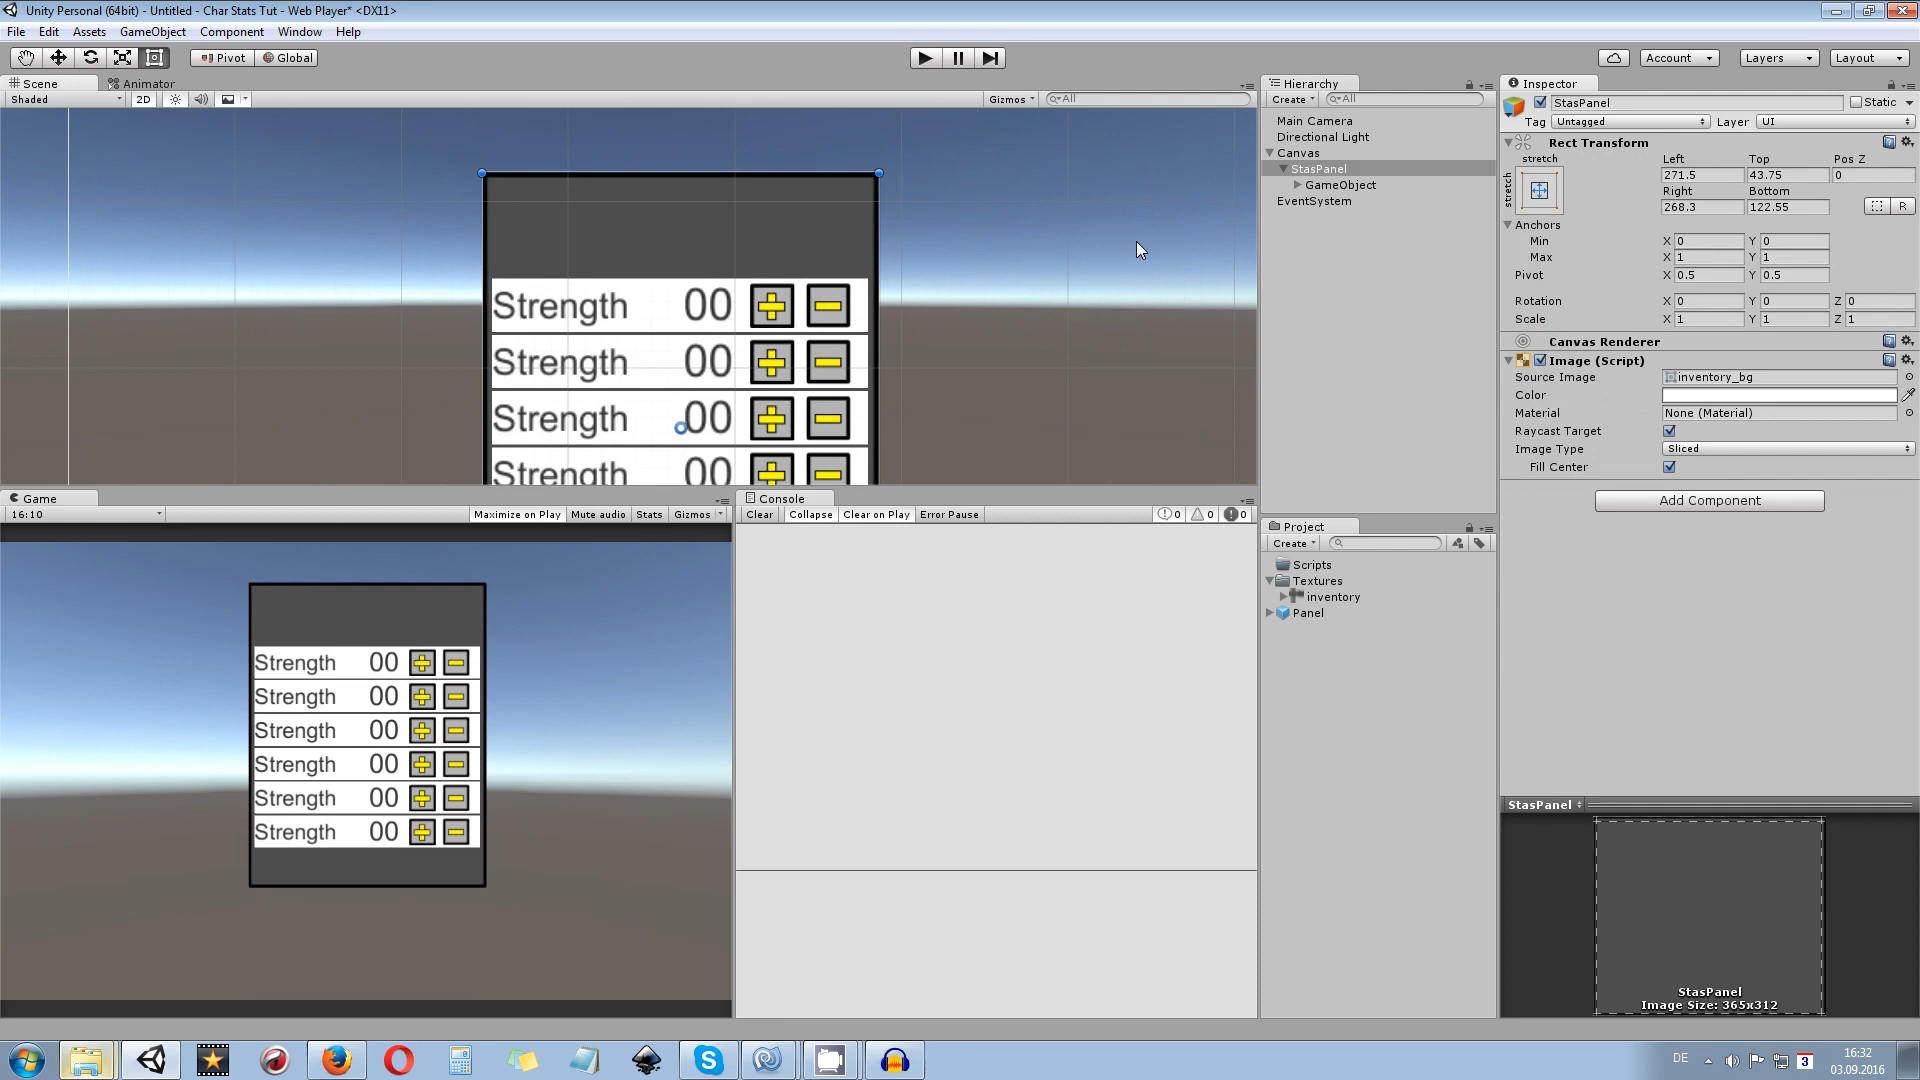 Unity Personal (64bit) - Untitled - Char Stats Tut - Web Player* <DX11>
File Edit Assets GameObject Component Window Help
Pivot Global Account Layers Layout
Scene Animator
Shaded 2D Gizmos All
Strength 00
Strength 00
Strength 00
Strength 00
Game
16:10 Maximize on Play Mute audio Stats Gizmos
Strength 00
Strength 00
Strength 00
Strength 00
Strength 00
Strength 00
Console
Clear Collapse Clear on Play Error Pause 0 0 0
Hierarchy
Create All
Main Camera
Directional Light
Canvas
StasPanel
GameObject
EventSystem
Project
Create
Scripts
Textures
inventory
Panel
Inspector
StasPanel Static
Tag Untagged Layer UI
Rect Transform
stretch Left Top Pos Z
stretch
271.5 43.75 0
Right Bottom
268.3 122.55 R
Anchors
Min X 0 Y 0
Max X 1 Y 1
Pivot X 0.5 Y 0.5
Rotation X 0 Y 0 Z 0
Scale X 1 Y 1 Z 1
Canvas Renderer
Image (Script)
Source Image inventory_bg
Color
Material None (Material)
Raycast Target
Image Type Sliced
Fill Center
Add Component
StasPanel
StasPanel
Image Size: 365x312
DE 3 16:32
03.09.2016